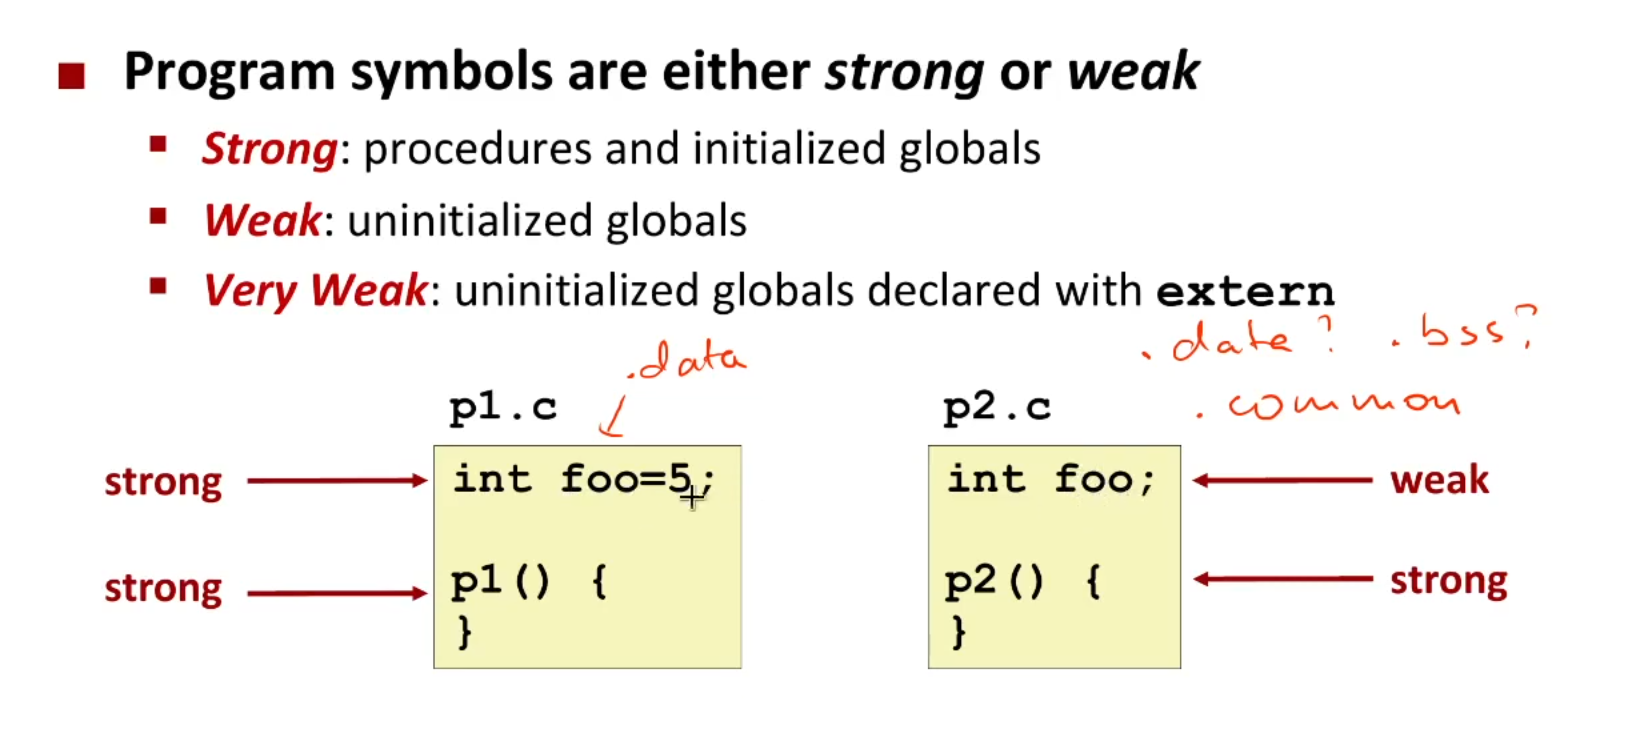 Program symbols are either strong or weak
Strong: procedures and initialized globals
Weak: uninitialized globals
Very Weak: uninitialized globals declared with extern
.data
.date? .bss?
.common
p1.c
p2.c
strong
int foo=5;
int foo;
weak
strong
p1() {
p2() {
strong
}
}